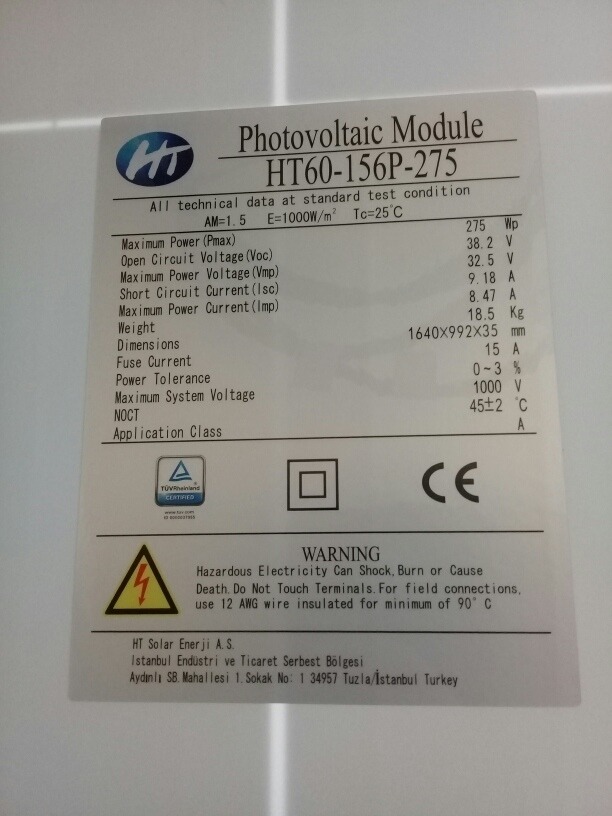 HT
Photovoltaic Module
HT60-156P-275
All technical data at standard test condition
AM=1.5 E=1000W/m² Tc=25°C
Maximum Power(Pmax) 275 Wp
Open Circuit Voltage(Voc) 38.2 V
Maximum Power Voltage(Vmp) 32.5 V
Short Circuit Current(Isc) 9.18 A
Maximum Power Current(Imp) 8.47 A
Weight 18.5 Kg
Dimensions 1640×992×35 mm
Fuse Current 15 A
Power Tolerance 0~3 %
Maximum System Voltage 1000 V
NOCT 45±2 °C
Application Class A
TÜVRheinland
CERTIFIED
www.tuv.com
CE
WARNING
Hazardous Electricity Can Shock, Burn or Cause
Death. Do Not Touch Terminals. For field connections,
use 12 AWG wire insulated for minimum of 90° C
HT Solar Enerji A.S.
İstanbul Endüstri ve Ticaret Serbest Bölgesi
Aydınlı SB. Mahallesi 1. Sokak No: 1 34957 Tuzla/İstanbul Turkey